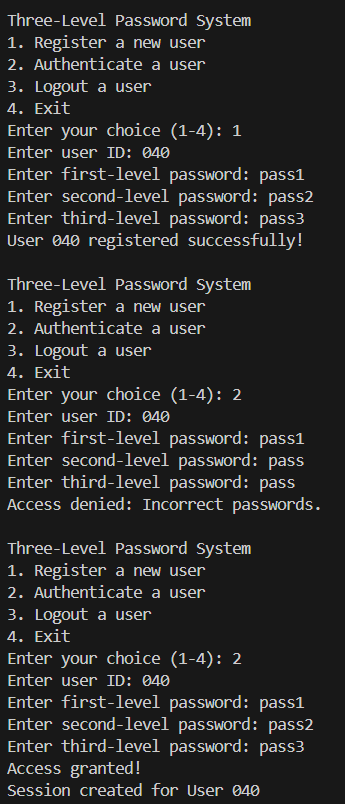 Three-Level Password System
1. Register a new user
2. Authenticate a user
3. Logout a user
4. Exit
Enter your choice (1-4): 1
Enter user ID: 040
Enter first-level password: pass1
Enter second-level password: pass2
Enter third-level password: pass3
User 040 registered successfully!

Three-Level Password System
1. Register a new user
2. Authenticate a user
3. Logout a user
4. Exit
Enter your choice (1-4): 2
Enter user ID: 040
Enter first-level password: pass1
Enter second-level password: pass
Enter third-level password: pass
Access denied: Incorrect passwords.

Three-Level Password System
1. Register a new user
2. Authenticate a user
3. Logout a user
4. Exit
Enter your choice (1-4): 2
Enter user ID: 040
Enter first-level password: pass1
Enter second-level password: pass2
Enter third-level password: pass3
Access granted!
Session created for User 040